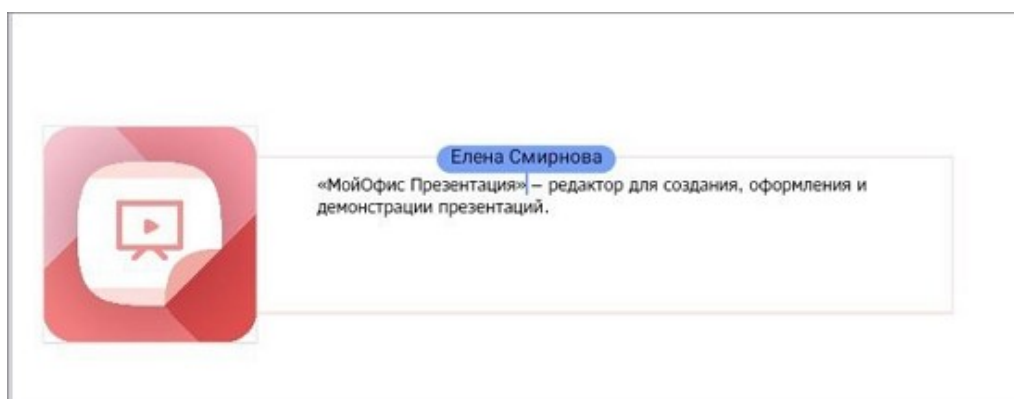 Елена Смирнова
«МойОфис Презентация» – редактор для создания, оформления и
демонстрации презентаций.